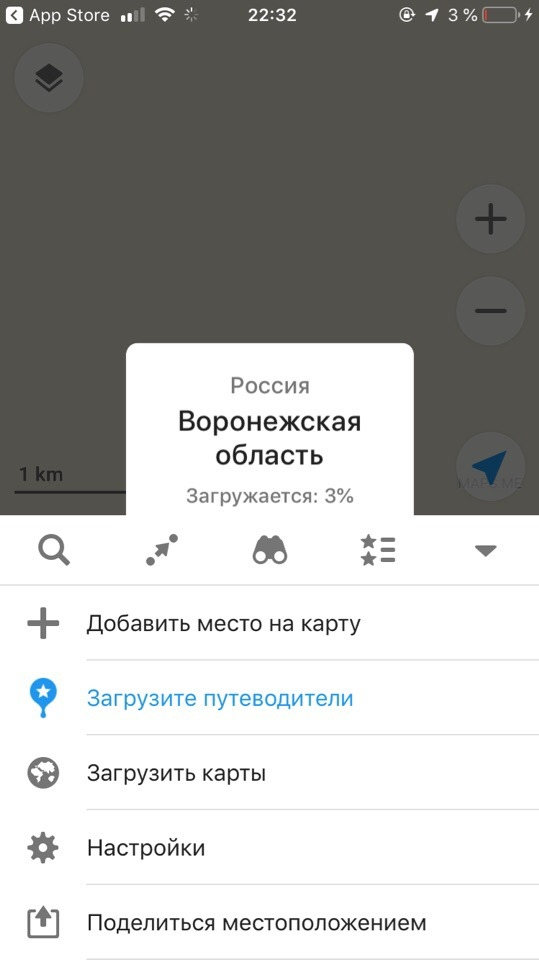 App Store 22:32 3 %
Россия
Воронежская
область
Загружается: 3%
1 km
MAPS.ME
Добавить место на карту
Загрузите путеводители
Загрузить карты
Настройки
Поделиться местоположением